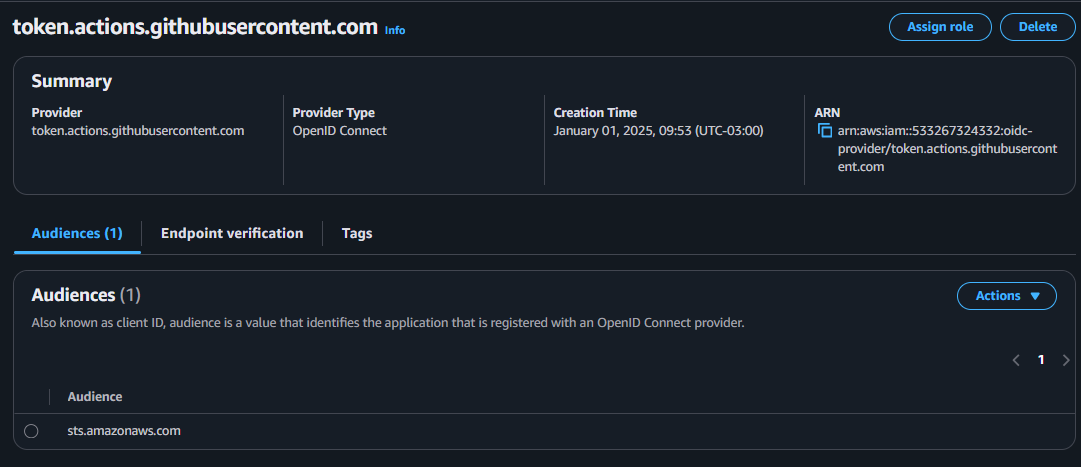 token.actions.githubusercontent.com Info
Assign role
Delete
Summary
Provider
token.actions.githubusercontent.com
Provider Type
OpenID Connect
Creation Time
January 01, 2025, 09:53 (UTC-03:00)
ARN
arn:aws:iam::533267324332:oidc-
provider/token.actions.githubusercont
ent.com
Audiences (1)
Endpoint verification
Tags
Audiences (1)
Actions
Also known as client ID, audience is a value that identifies the application that is registered with an OpenID Connect provider.
1
Audience
sts.amazonaws.com